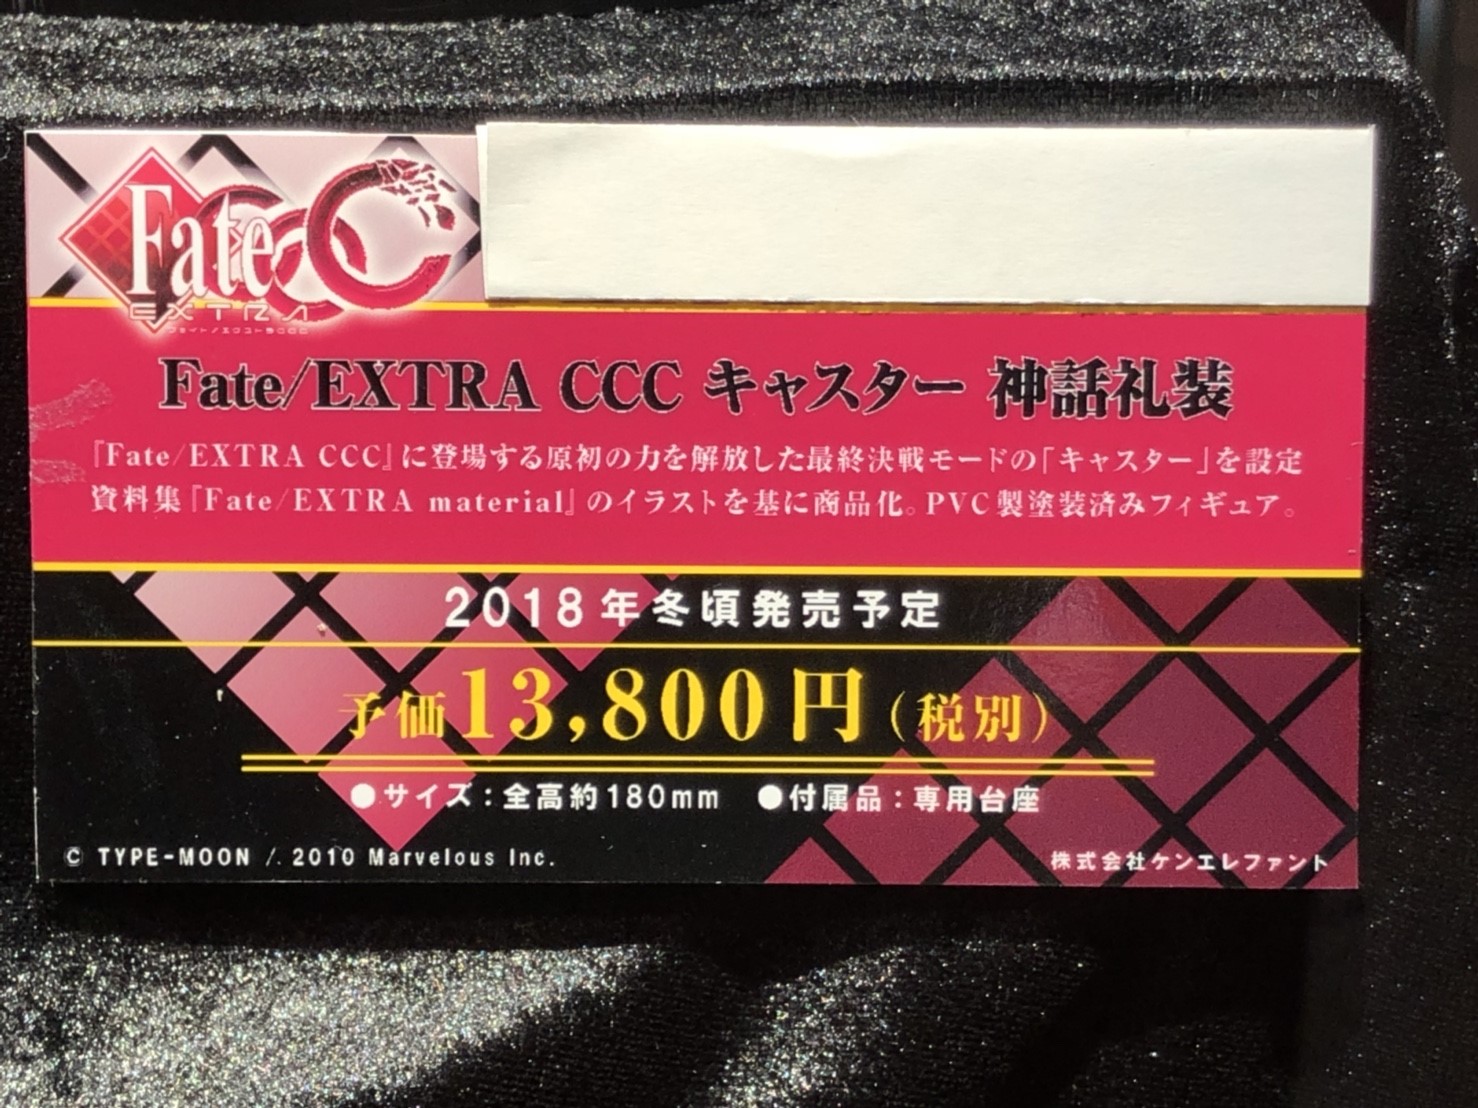 Fate
EXTRA CCC
フェイト/エクストラCCC
Fate/EXTRA CCC キャスター 神話礼装
『Fate/EXTRA CCC』に登場する原初の力を解放した最終決戦モードの「キャスター」を設定
資料集『Fate/EXTRA material』のイラストを基に商品化。PVC製塗装済みフィギュア。
2018年冬頃発売予定
予価13,800円(税別)
●サイズ:全高約180mm ●付属品:専用台座
© TYPE-MOON / 2010 Marvelous Inc.
株式会社ケンエレファント